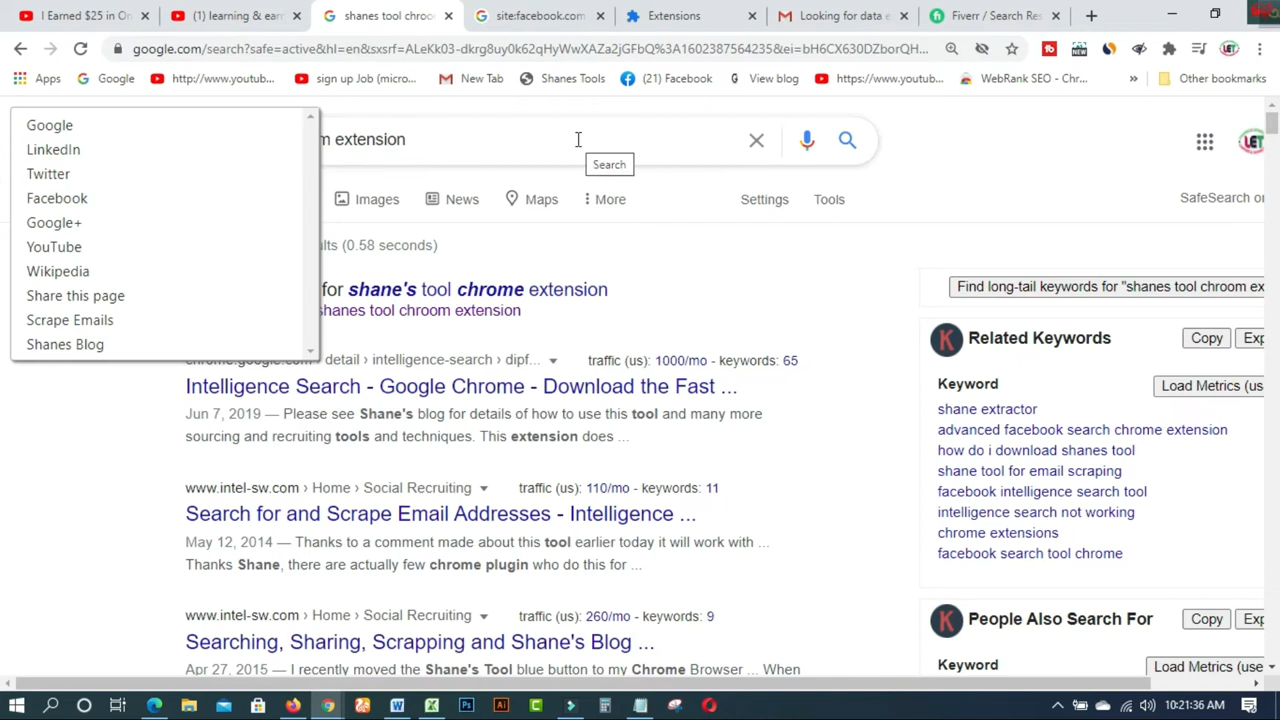 I Earned $25 in On
(1) learning & earr
shanes tool chroo
site:facebook.com
Extensions
Looking for data e
Fiverr / Search Res
google.com/search?safe=active&hl=en&sxsrf=ALeKk03-dkrg8uy0k62qHyWwXAZa2jGFbQ%3A1602387564235&ei=bH6CX630DZborQH...
Apps
Google
http://www.youtub...
sign up Job (micro...
New Tab
Shanes Tools
(21) Facebook
View blog
https://www.youtub...
WebRank SEO - Chr...
»
Other bookmarks
Google
LinkedIn
Twitter
Facebook
Google+
YouTube
Wikipedia
Share this page
Scrape Emails
Shanes Blog
m extension
Search
Images
News
Maps
More
Settings
Tools
SafeSearch on
lts (0.58 seconds)
for shane's tool chrome extension
shanes tool chroom extension
chrome.google.com › detail › intelligence-search › dipf...
traffic (us): 1000/mo - keywords: 65
Intelligence Search - Google Chrome - Download the Fast ...
Jun 7, 2019 — Please see Shane's blog for details of how to use this tool and many more
sourcing and recruiting tools and techniques. This extension does ...
www.intel-sw.com › Home › Social Recruiting
traffic (us): 110/mo - keywords: 11
Search for and Scrape Email Addresses - Intelligence ...
May 12, 2014 — Thanks to a comment made about this tool earlier today it will work with ...
Thanks Shane, there are actually few chrome plugin who do this for ...
www.intel-sw.com › Home › Social Recruiting
traffic (us): 260/mo - keywords: 9
Searching, Sharing, Scrapping and Shane's Blog ...
Apr 27, 2015 — I recently moved the Shane's Tool blue button to my Chrome Browser ... When
Find long-tail keywords for "shanes tool chroom ex
K
Related Keywords
Copy
Exp
Keyword
Load Metrics (us
shane extractor
advanced facebook search chrome extension
how do i download shanes tool
shane tool for email scraping
facebook intelligence search tool
intelligence search not working
chrome extensions
facebook search tool chrome
K
People Also Search For
Copy
Exp
Keyword
Load Metrics (use
10:21:36 AM